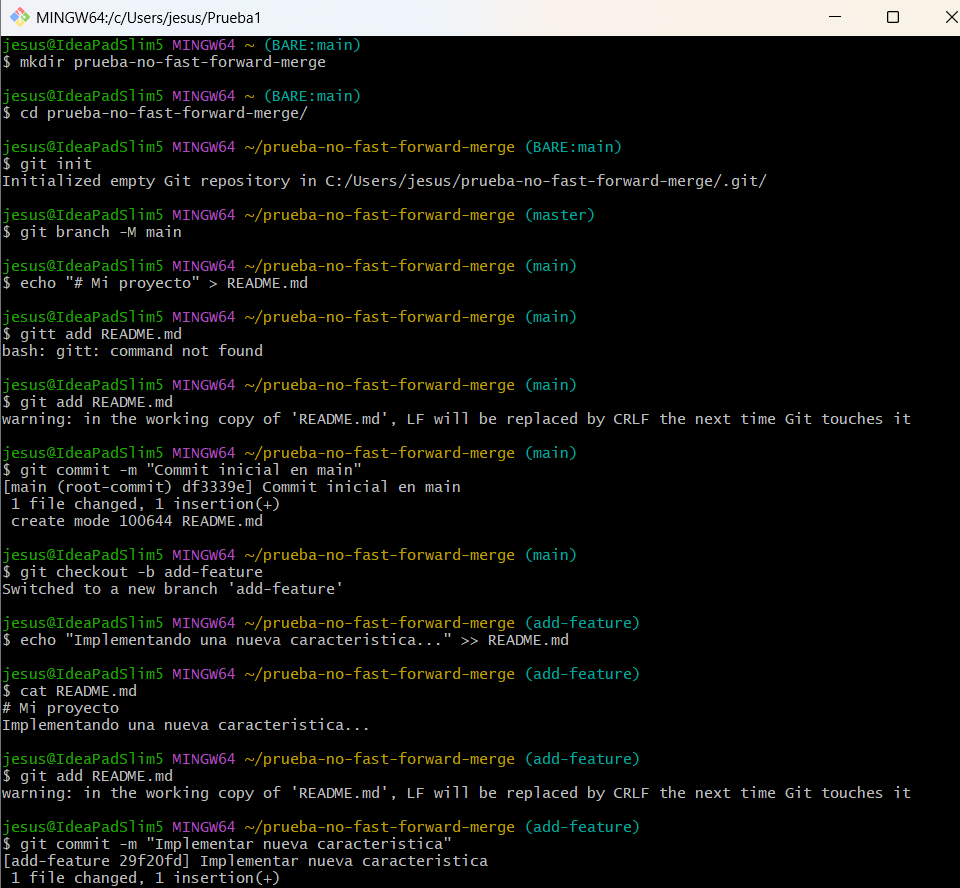 MINGW64:/c/Users/jesus/Prueba1
jesus@IdeaPadSlim5 MINGW64 ~ (BARE:main)
$ mkdir prueba-no-fast-forward-merge
jesus@IdeaPadSlim5 MINGW64 ~ (BARE:main)
$ cd prueba-no-fast-forward-merge/
jesus@IdeaPadSlim5 MINGW64 ~/prueba-no-fast-forward-merge (BARE:main)
$ git init
Initialized empty Git repository in C:/Users/jesus/prueba-no-fast-forward-merge/.git/
jesus@IdeaPadSlim5 MINGW64 ~/prueba-no-fast-forward-merge (master)
$ git branch -M main
jesus@IdeaPadSlim5 MINGW64 ~/prueba-no-fast-forward-merge (main)
$ echo "# Mi proyecto" > README.md
jesus@IdeaPadSlim5 MINGW64 ~/prueba-no-fast-forward-merge (main)
$ gitt add README.md
bash: gitt: command not found
jesus@IdeaPadSlim5 MINGW64 ~/prueba-no-fast-forward-merge (main)
$ git add README.md
warning: in the working copy of 'README.md', LF will be replaced by CRLF the next time Git touches it
jesus@IdeaPadSlim5 MINGW64 ~/prueba-no-fast-forward-merge (main)
$ git commit -m "Commit inicial en main"
[main (root-commit) df3339e] Commit inicial en main
 1 file changed, 1 insertion(+)
 create mode 100644 README.md
jesus@IdeaPadSlim5 MINGW64 ~/prueba-no-fast-forward-merge (main)
$ git checkout -b add-feature
Switched to a new branch 'add-feature'
jesus@IdeaPadSlim5 MINGW64 ~/prueba-no-fast-forward-merge (add-feature)
$ echo "Implementando una nueva caracteristica..." >> README.md
jesus@IdeaPadSlim5 MINGW64 ~/prueba-no-fast-forward-merge (add-feature)
$ cat README.md
# Mi proyecto
Implementando una nueva caracteristica...
jesus@IdeaPadSlim5 MINGW64 ~/prueba-no-fast-forward-merge (add-feature)
$ git add README.md
warning: in the working copy of 'README.md', LF will be replaced by CRLF the next time Git touches it
jesus@IdeaPadSlim5 MINGW64 ~/prueba-no-fast-forward-merge (add-feature)
$ git commit -m "Implementar nueva caracteristica"
[add-feature 29f20fd] Implementar nueva caracteristica
 1 file changed, 1 insertion(+)